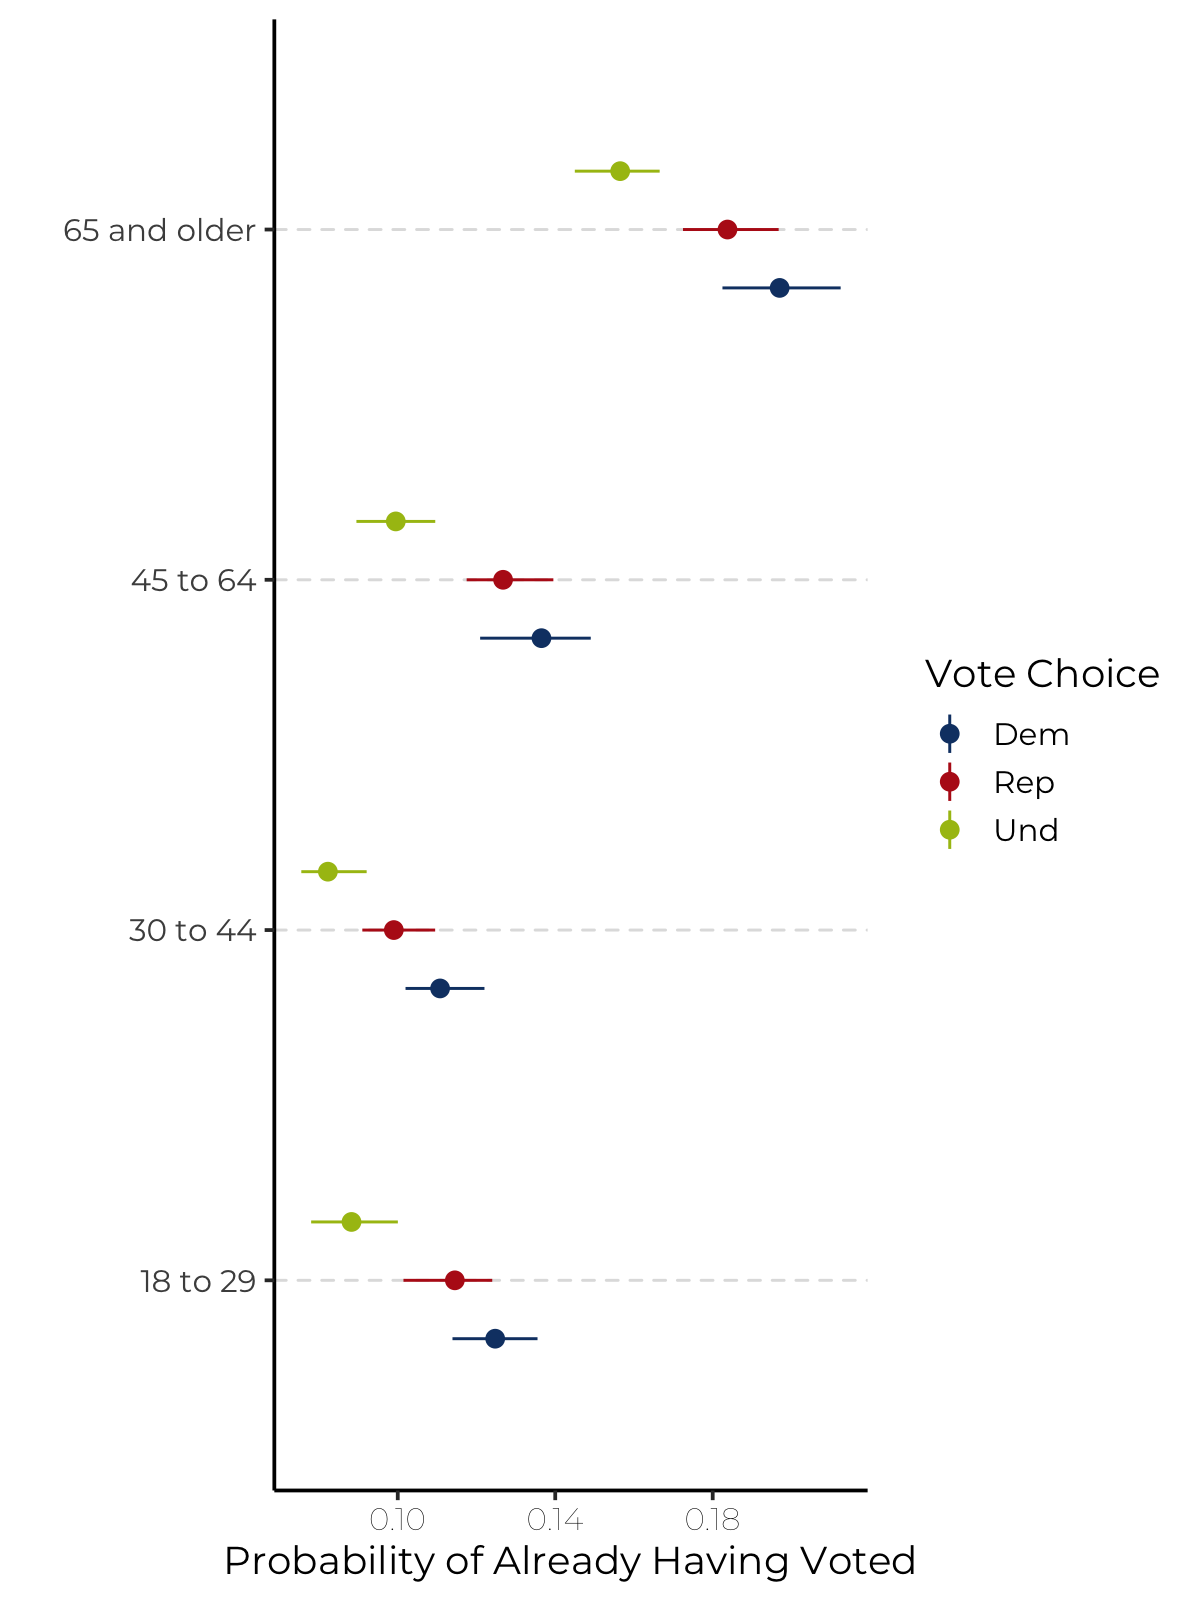 65 and older
45 to 64
30 to 44
18 to 29
0.10 0.14 0.18
Probability of Already Having Voted
Vote Choice
Dem
Rep
Und